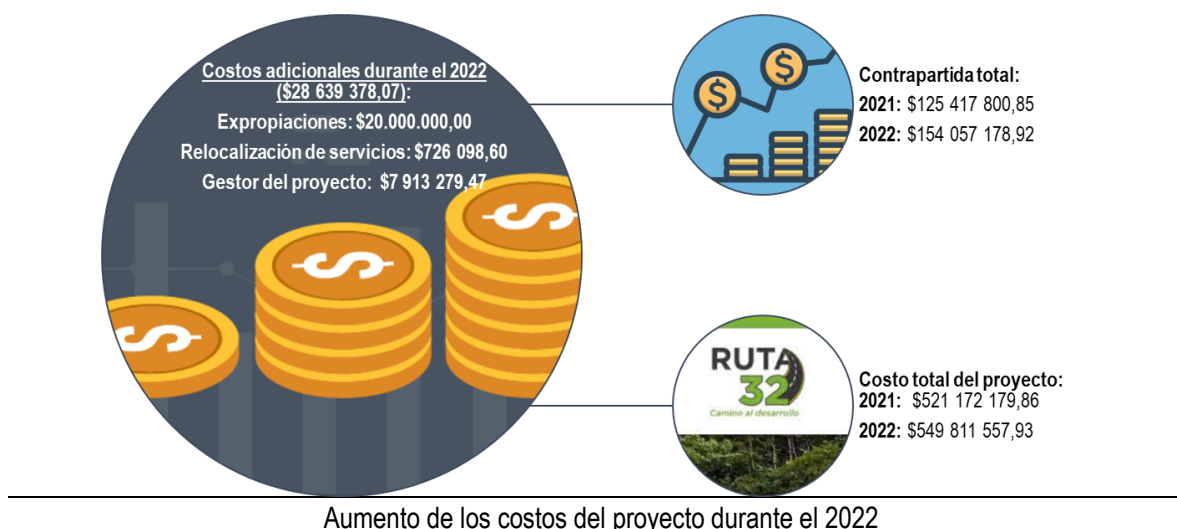 Costos adicionales durante el 2022
($28 639 378,07):
Expropiaciones: $20.000.000,00
Relocalización de servicios: $726 098,60
Gestor del proyecto: $7 913 279,47
Contrapartida total:
2021: $125 417 800,85
2022: $154 057 178,92
RUTA
32
Camino al desarrollo
Costo total del proyecto:
2021: $521 172 179,86
2022: $549 811 557,93
Aumento de los costos del proyecto durante el 2022